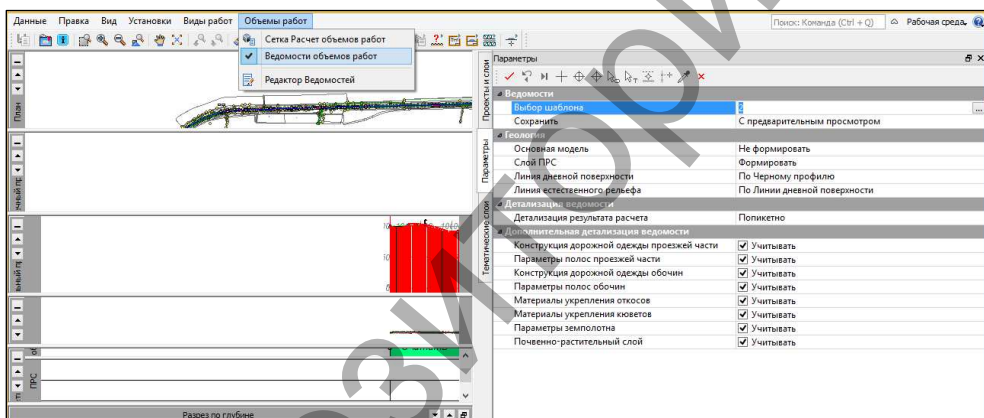 Данные Правка Вид Установки Виды работ Объемы работ
Поиск: Команда (Ctrl + Q) Рабочая среда
Сетка Расчет объемов работ
Ведомости объемов работ
Редактор Ведомостей
План
ПРС
Разрез по глубине
Проекты и слои
Параметры
Тематические слои
Параметры
Ведомости
Выбор шаблона
Сохранить С предварительным просмотром
Геология
Основная модель Не формировать
Слой ПРС Формировать
Линия дневной поверхности По Черному профилю
Линия естественного рельефа По Линии дневной поверхности
Детализация ведомости
Детализация результата расчета Попикетно
Дополнительная детализация ведомости
Конструкция дорожной одежды проезжей части Учитывать
Параметры полос проезжей части Учитывать
Конструкция дорожной одежды обочин Учитывать
Параметры полос обочин Учитывать
Материалы укрепления откосов Учитывать
Материалы укрепления кюветов Учитывать
Параметры земполотна Учитывать
Почвенно-растительный слой Учитывать